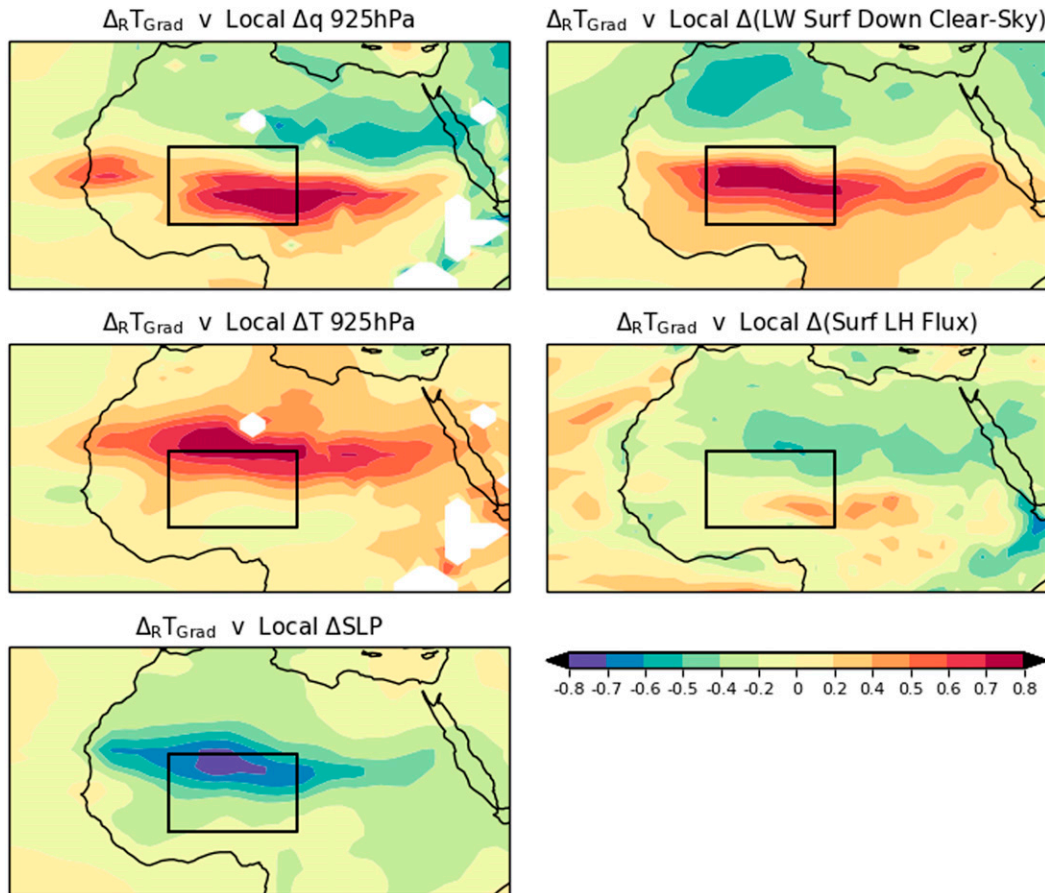 Δ_R T_Grad v Local Δq 925hPa
Δ_R T_Grad v Local Δ(LW Surf Down Clear-Sky)
Δ_R T_Grad v Local ΔT 925hPa
Δ_R T_Grad v Local Δ(Surf LH Flux)
Δ_R T_Grad v Local ΔSLP
-0.8 -0.7 -0.6 -0.5 -0.4 -0.2 0 0.2 0.4 0.5 0.6 0.7 0.8